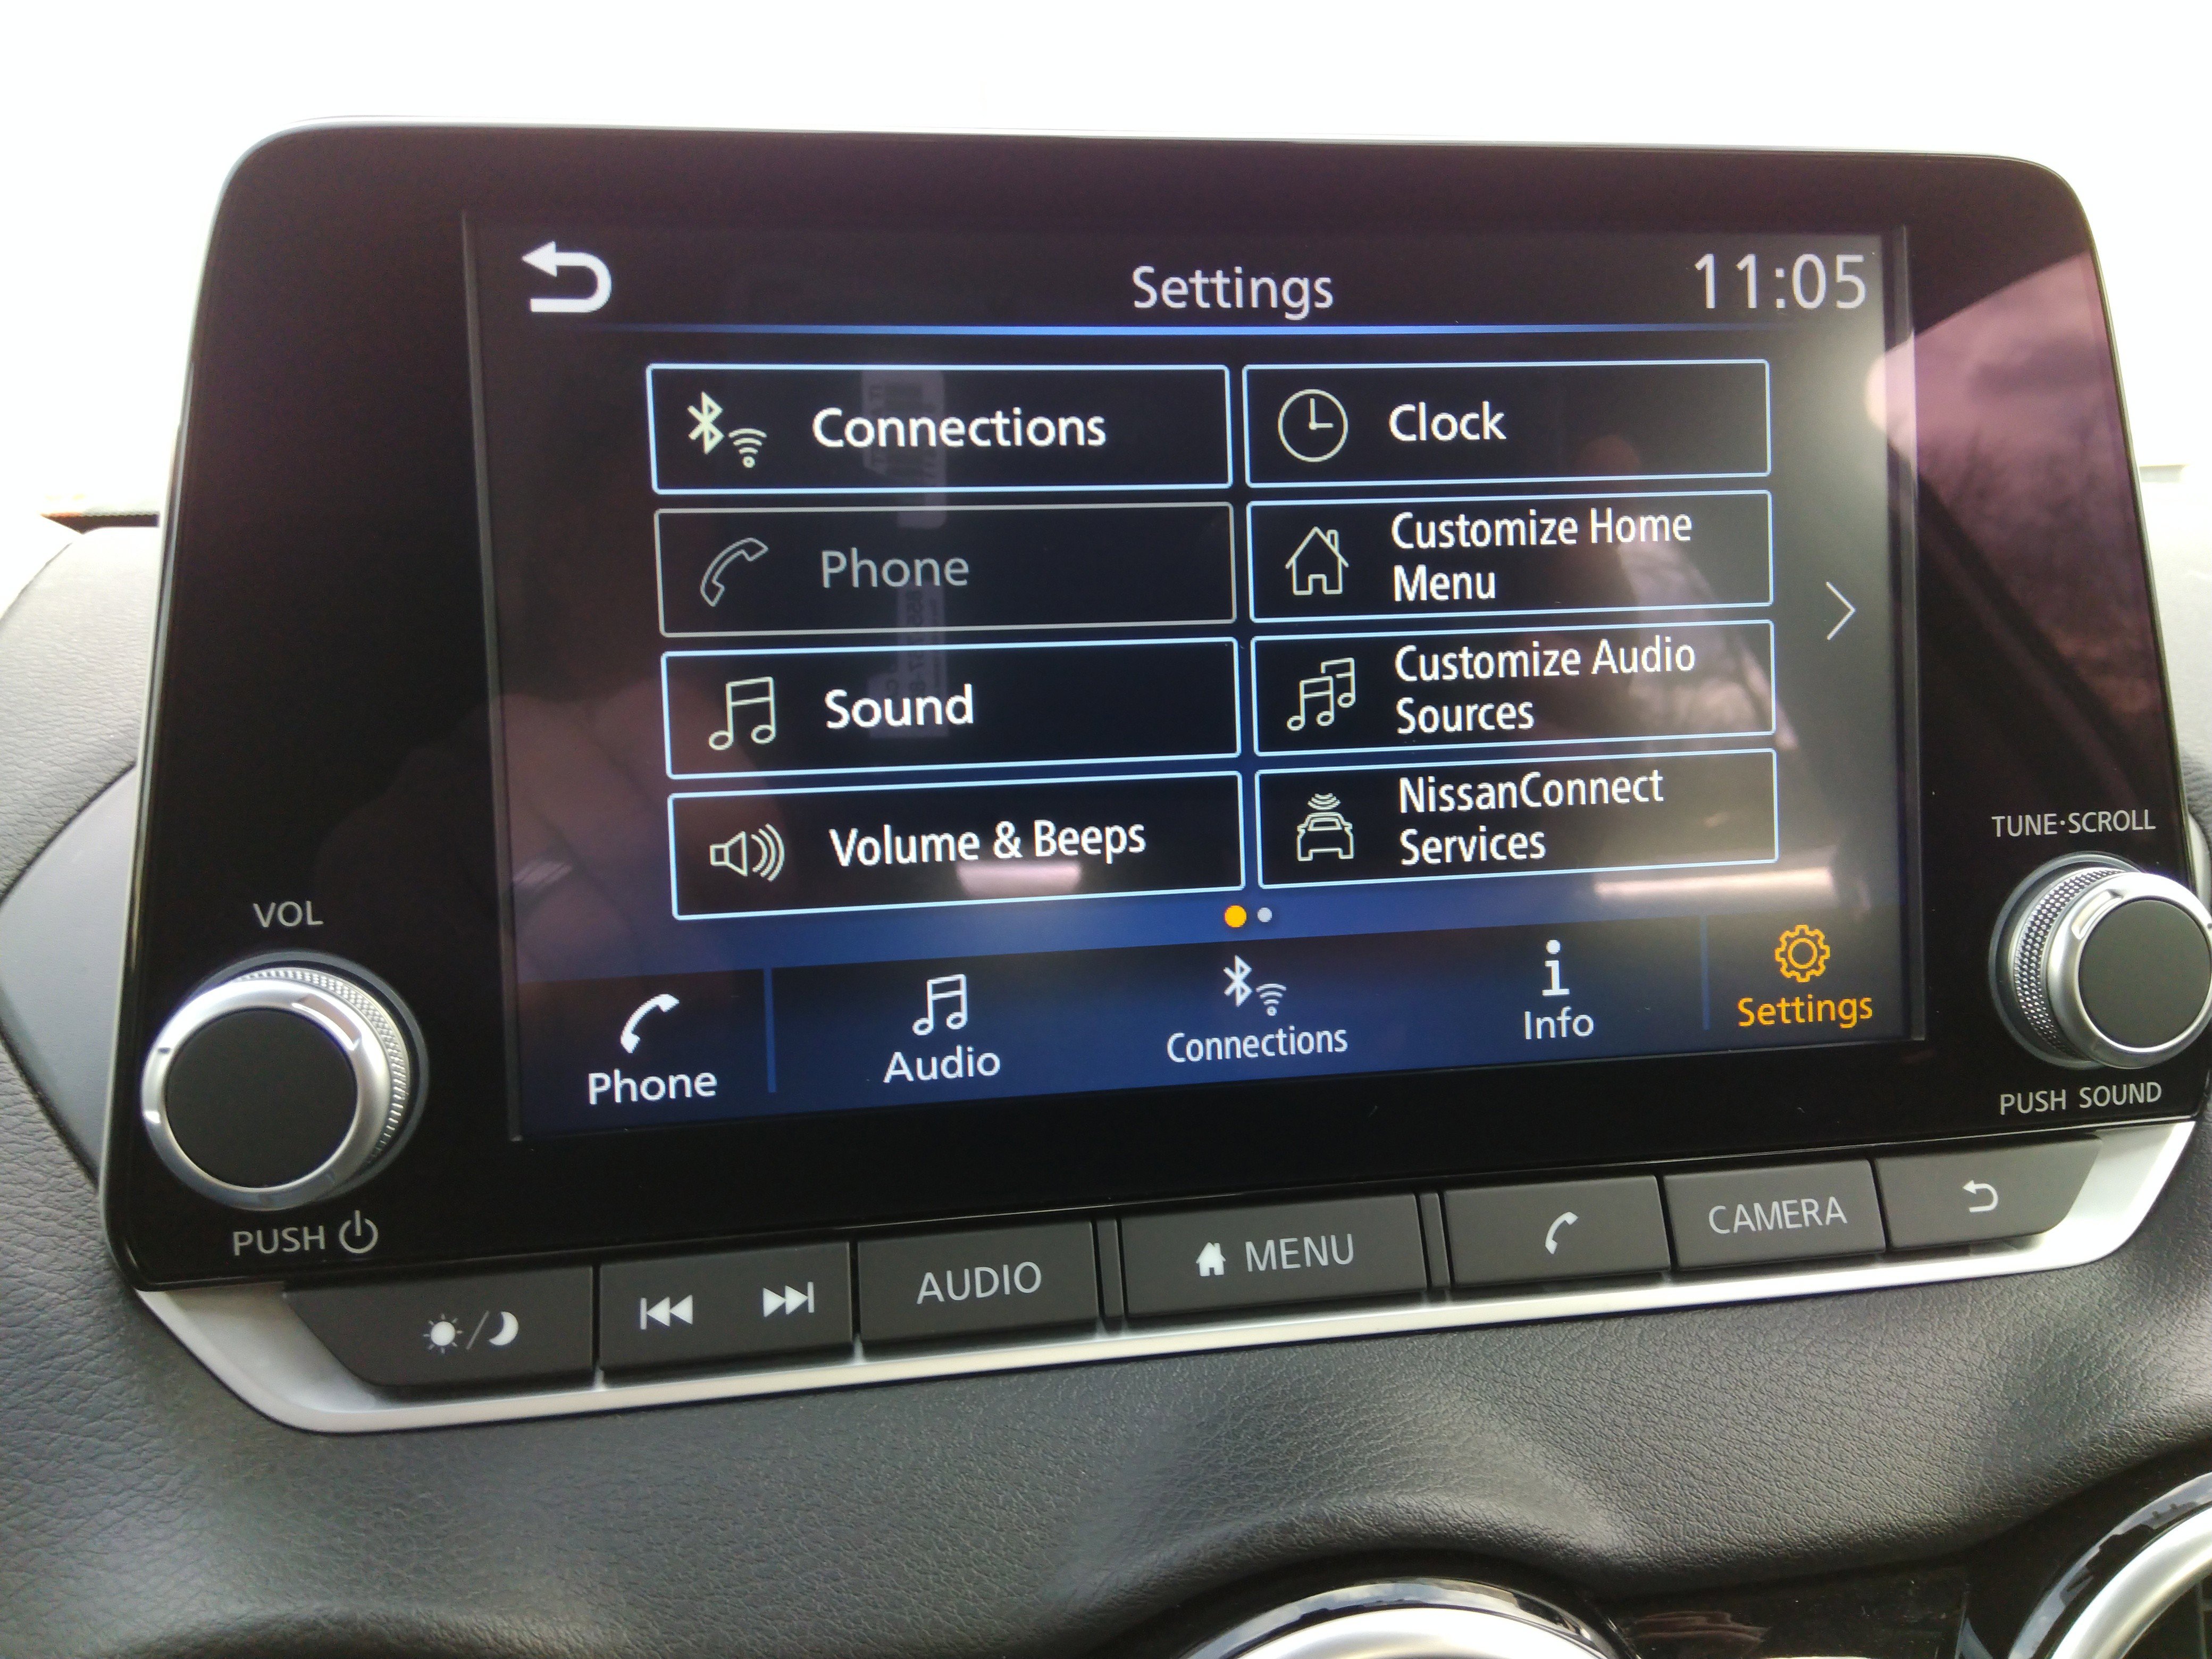 Settings
11:05
Connections
Clock
Phone
Customize Home
Menu
Sound
Customize Audio
Sources
Volume & Beeps
NissanConnect
Services
Phone
Audio
Connections
Info
Settings
VOL
PUSH
TUNE·SCROLL
PUSH SOUND
AUDIO
MENU
CAMERA